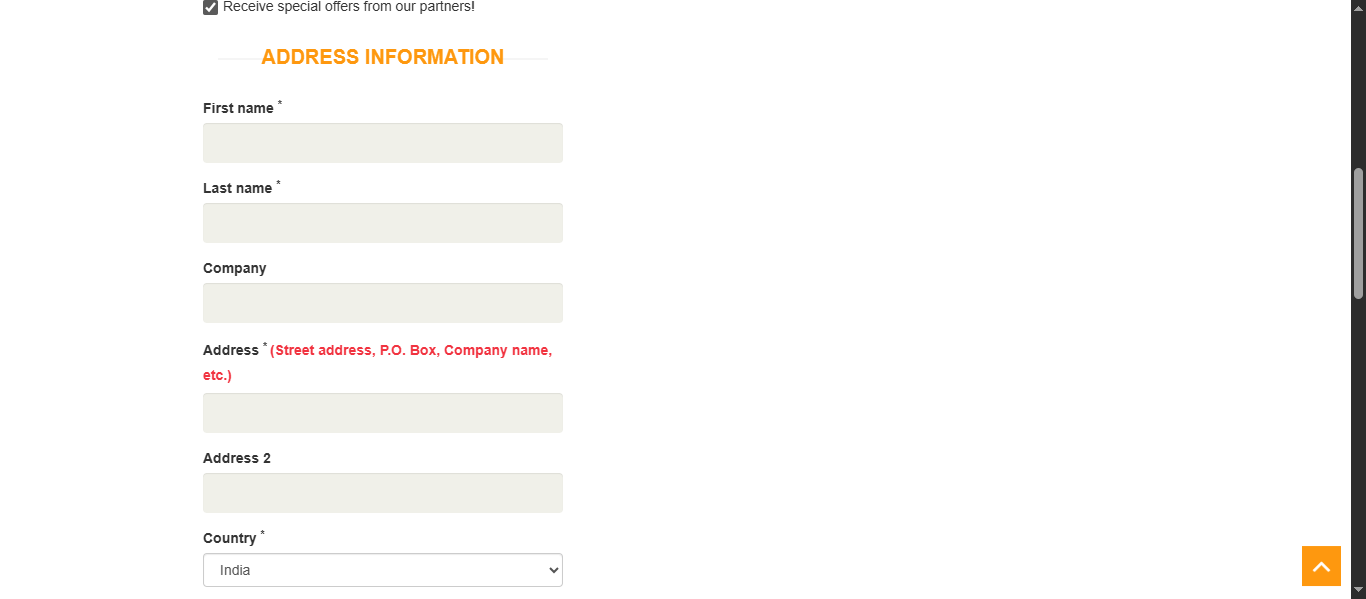 Receive special offers from our partners!
ADDRESS INFORMATION
First name *
Last name *
Company
Address * (Street address, P.O. Box, Company name,
etc.)
Address 2
Country *
India